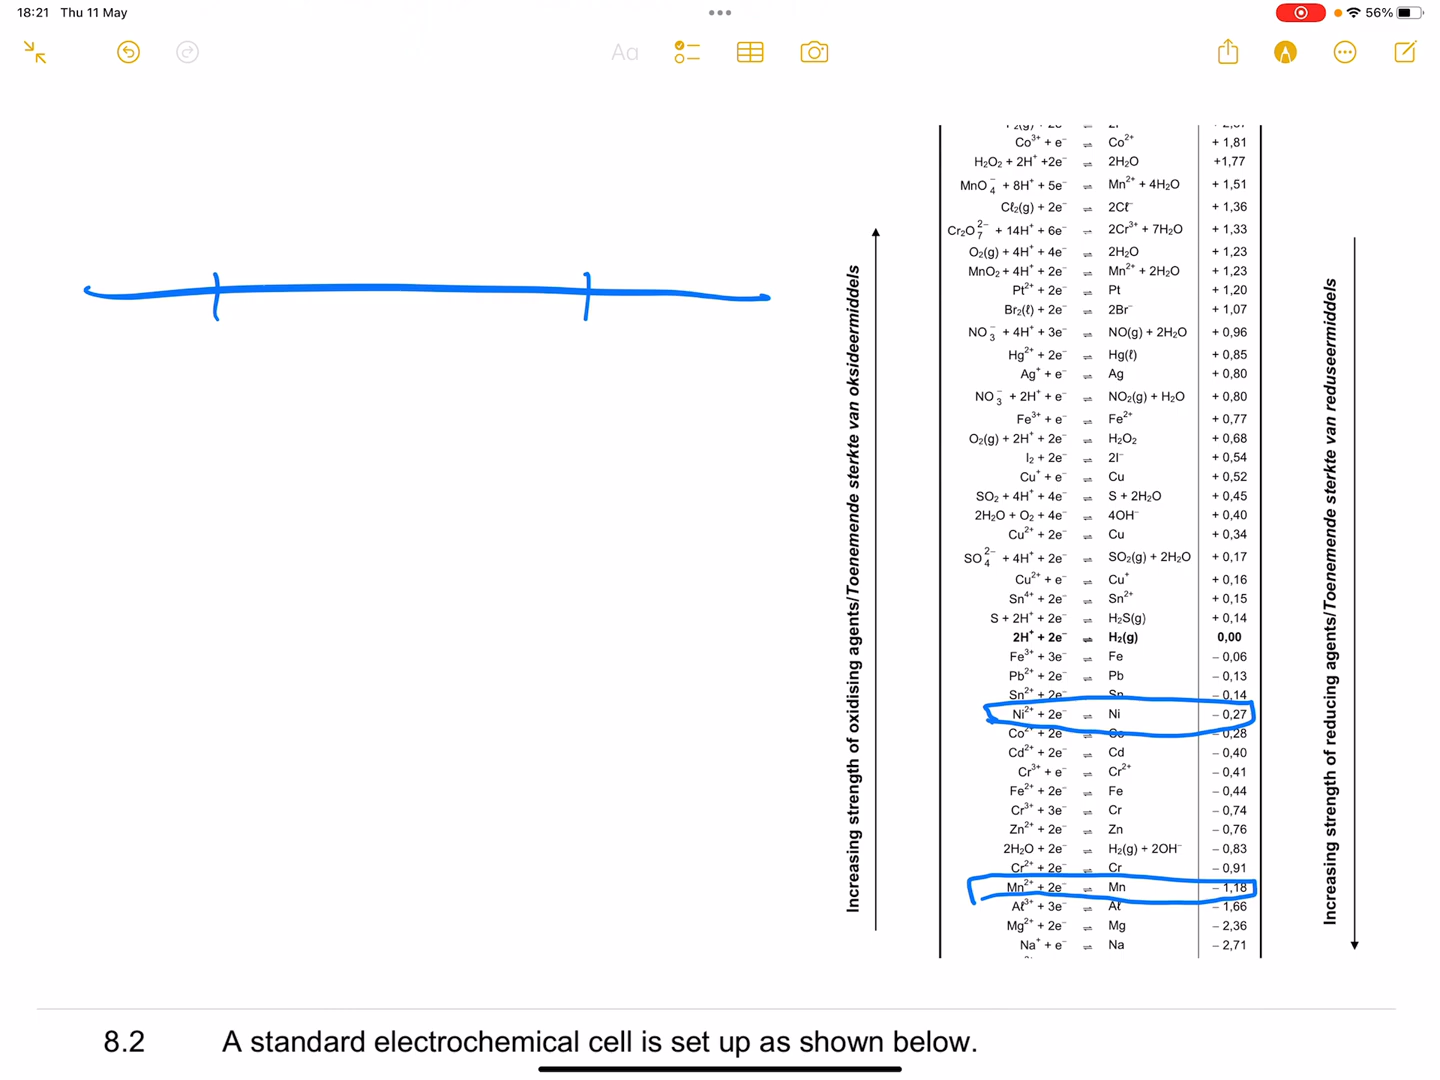 18:21 Thu 11 May
56%
Aa
Co³⁺ + e⁻ ⇌ Co²⁺ + 1,81
H₂O₂ + 2H⁺ +2e⁻ ⇌ 2H₂O +1,77
MnO₄⁻ + 8H⁺ + 5e⁻ ⇌ Mn²⁺ + 4H₂O + 1,51
Cℓ₂(g) + 2e⁻ ⇌ 2Cℓ⁻ + 1,36
Cr₂O₇²⁻ + 14H⁺ + 6e⁻ ⇌ 2Cr³⁺ + 7H₂O + 1,33
O₂(g) + 4H⁺ + 4e⁻ ⇌ 2H₂O + 1,23
MnO₂ + 4H⁺ + 2e⁻ ⇌ Mn²⁺ + 2H₂O + 1,23
Pt²⁺ + 2e⁻ ⇌ Pt + 1,20
Br₂(ℓ) + 2e⁻ ⇌ 2Br⁻ + 1,07
NO₃⁻ + 4H⁺ + 3e⁻ ⇌ NO(g) + 2H₂O + 0,96
Hg²⁺ + 2e⁻ ⇌ Hg(ℓ) + 0,85
Ag⁺ + e⁻ ⇌ Ag + 0,80
NO₃⁻ + 2H⁺ + e⁻ ⇌ NO₂(g) + H₂O + 0,80
Fe³⁺ + e⁻ ⇌ Fe²⁺ + 0,77
O₂(g) + 2H⁺ + 2e⁻ ⇌ H₂O₂ + 0,68
I₂ + 2e⁻ ⇌ 2I⁻ + 0,54
Cu⁺ + e⁻ ⇌ Cu + 0,52
SO₂ + 4H⁺ + 4e⁻ ⇌ S + 2H₂O + 0,45
2H₂O + O₂ + 4e⁻ ⇌ 4OH⁻ + 0,40
Cu²⁺ + 2e⁻ ⇌ Cu + 0,34
SO₄²⁻ + 4H⁺ + 2e⁻ ⇌ SO₂(g) + 2H₂O + 0,17
Cu²⁺ + e⁻ ⇌ Cu⁺ + 0,16
Sn⁴⁺ + 2e⁻ ⇌ Sn²⁺ + 0,15
S + 2H⁺ + 2e⁻ ⇌ H₂S(g) + 0,14
2H⁺ + 2e⁻ ⇌ H₂(g) 0,00
Fe³⁺ + 3e⁻ ⇌ Fe – 0,06
Pb²⁺ + 2e⁻ ⇌ Pb – 0,13
Sn²⁺ + 2e⁻ ⇌ Sn – 0,14
Ni²⁺ + 2e⁻ ⇌ Ni – 0,27
Co²⁺ + 2e⁻ ⇌ Co – 0,28
Cd²⁺ + 2e⁻ ⇌ Cd – 0,40
Cr³⁺ + e⁻ ⇌ Cr²⁺ – 0,41
Fe²⁺ + 2e⁻ ⇌ Fe – 0,44
Cr³⁺ + 3e⁻ ⇌ Cr – 0,74
Zn²⁺ + 2e⁻ ⇌ Zn – 0,76
2H₂O + 2e⁻ ⇌ H₂(g) + 2OH⁻ – 0,83
Cr²⁺ + 2e⁻ ⇌ Cr – 0,91
Mn²⁺ + 2e⁻ ⇌ Mn – 1,18
Aℓ³⁺ + 3e⁻ ⇌ Aℓ – 1,66
Mg²⁺ + 2e⁻ ⇌ Mg – 2,36
Na⁺ + e⁻ ⇌ Na – 2,71
Increasing strength of oxidising agents/Toenemende sterkte van oksideermiddels
Increasing strength of reducing agents/Toenemende sterkte van reduseermiddels
8.2 A standard electrochemical cell is set up as shown below.